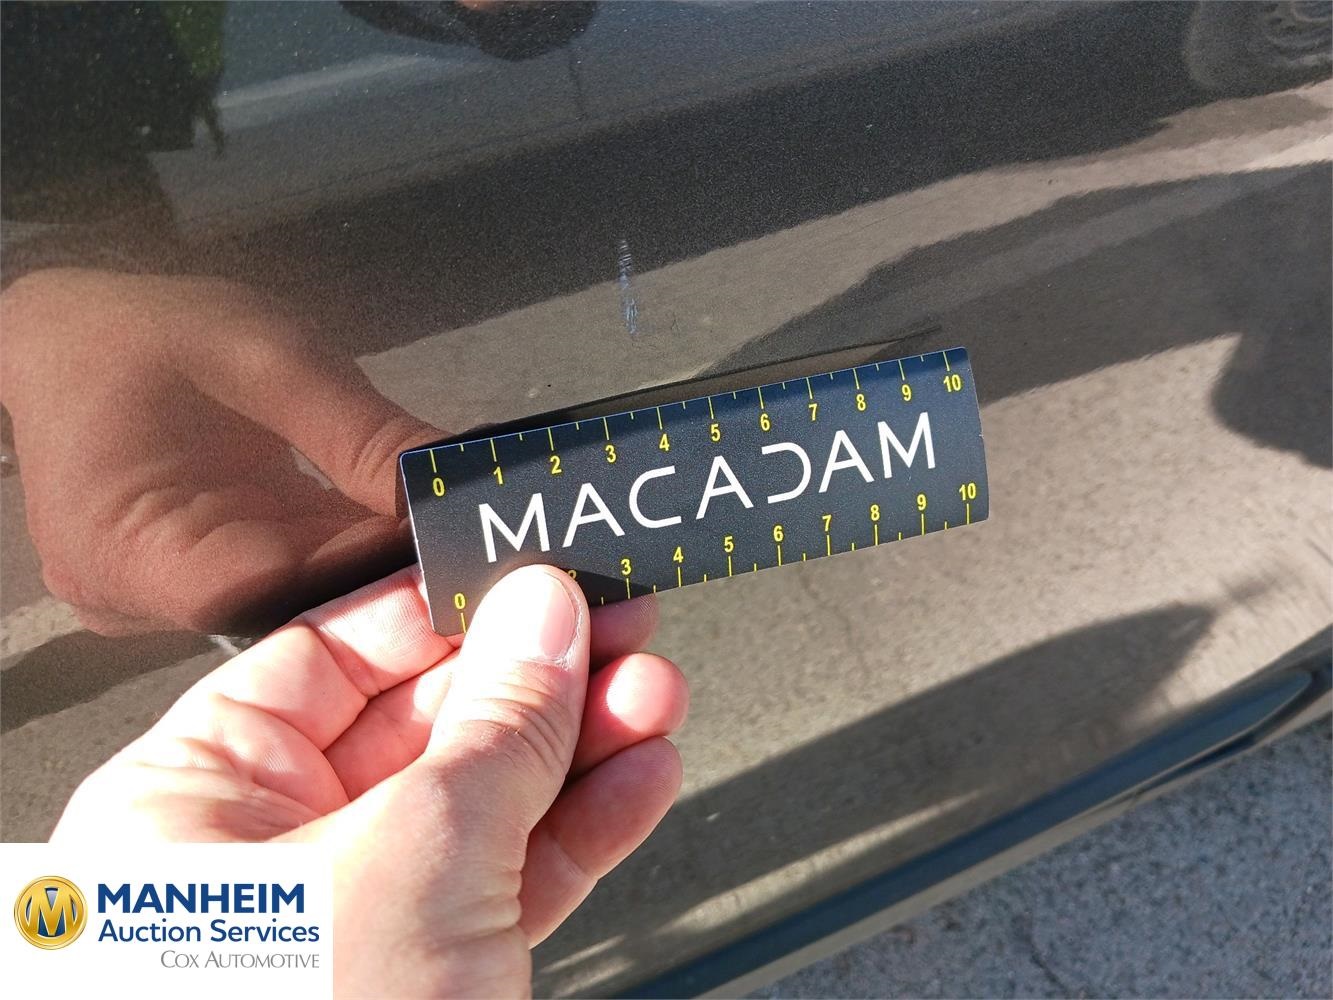 0 1 2 3 4 5 6 7 8 9 10
MACADAM
0 2 3 4 5 6 7 8 9 10
MANHEIM
Auction Services
COX AUTOMOTIVE